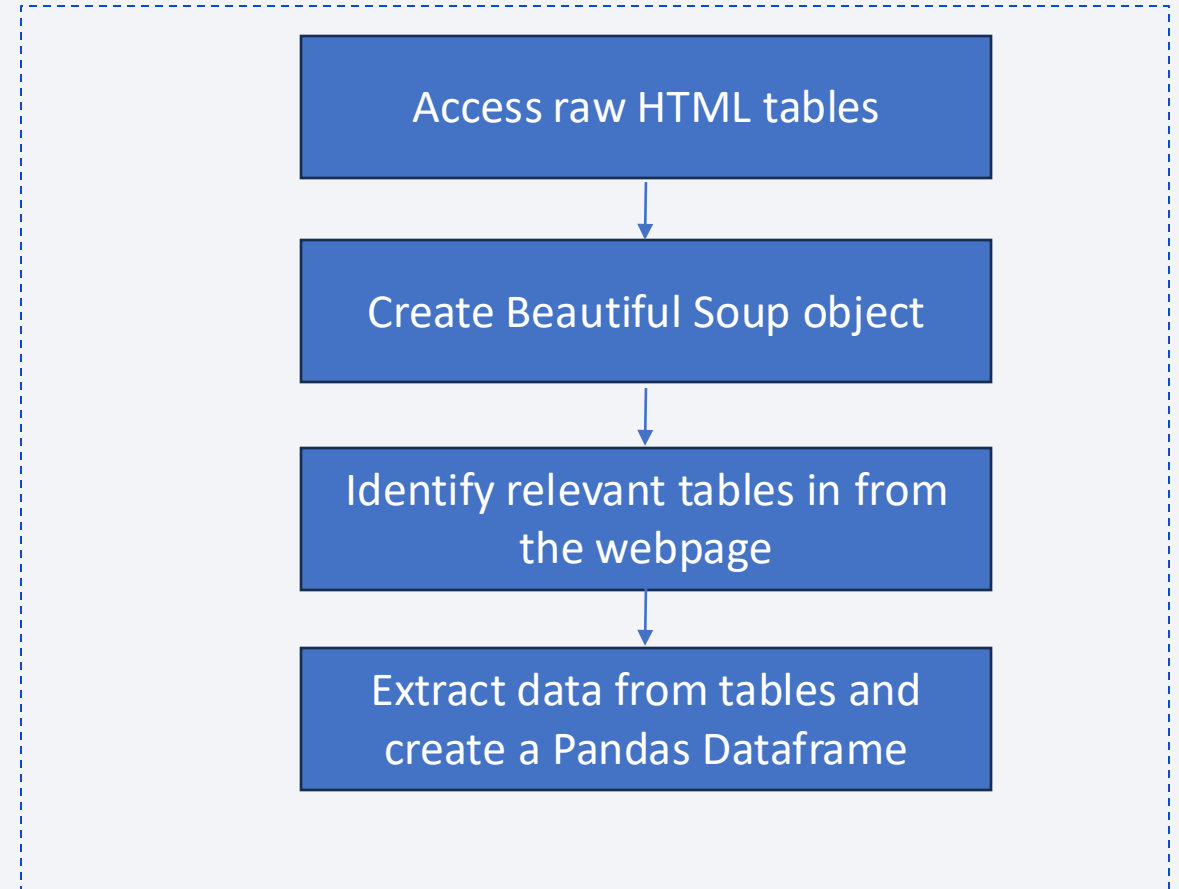 Access raw HTML tables
Create Beautiful Soup object
Identify relevant tables in from
the webpage
Extract data from tables and
create a Pandas Dataframe